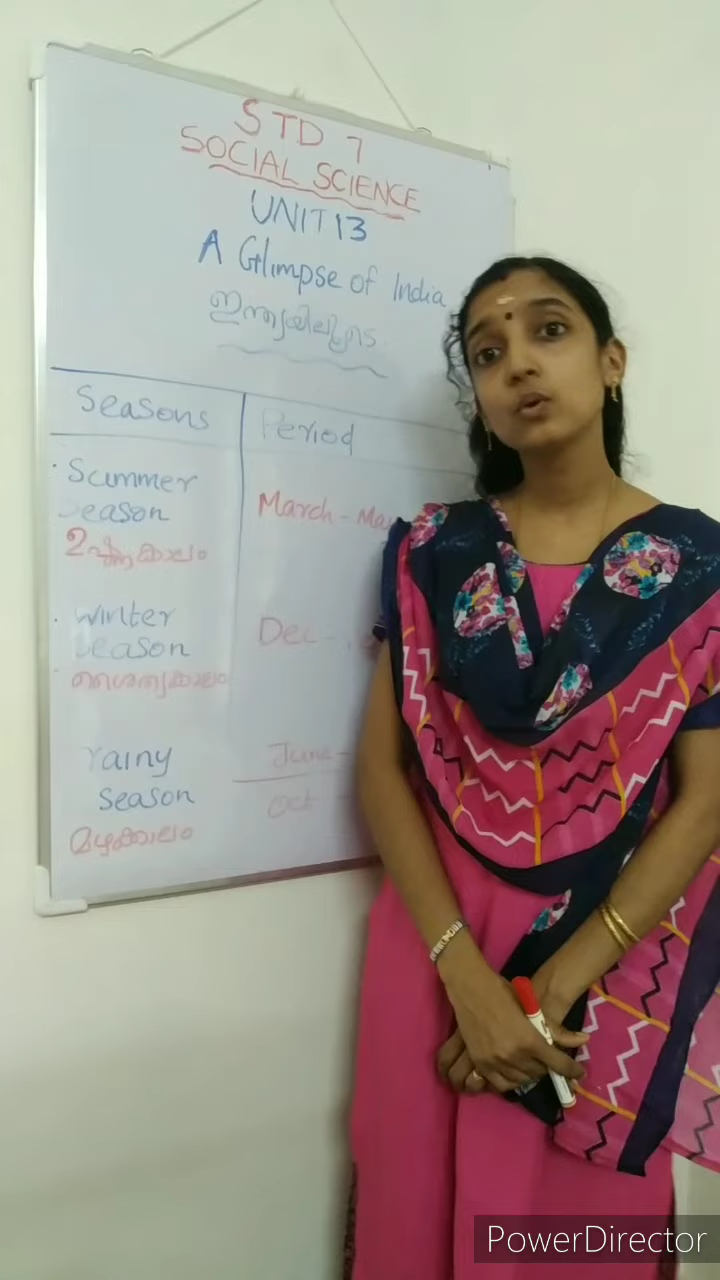 STD 7
SOCIAL SCIENCE
UNIT 13
A Glimpse of India
ഇന്ത്യയിലൂടെ
Seasons Period
Summer March - May
Season
ഉഷ്ണകാലം
Winter
season Dec -
ശൈത്യകാലം
rainy June -
season Oct -
മഴക്കാലം
PowerDirector